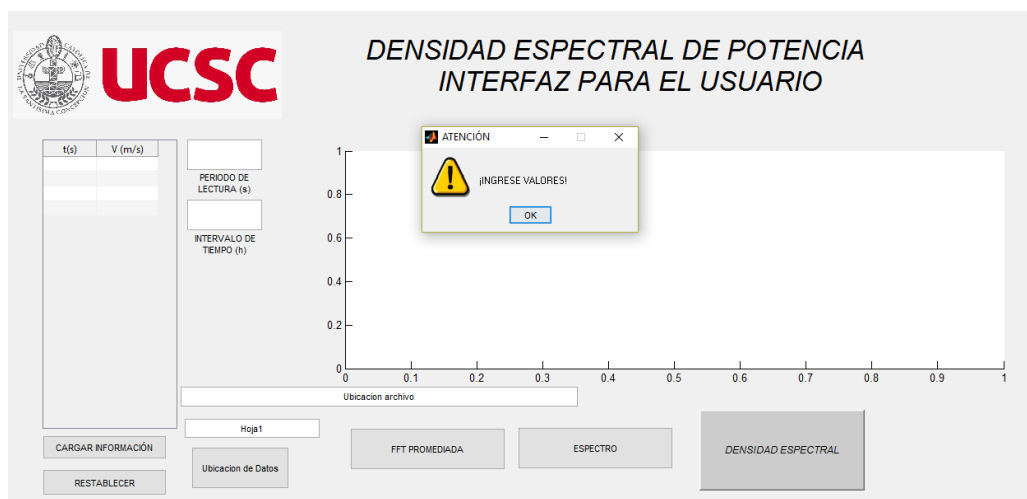 UCSC
DENSIDAD ESPECTRAL DE POTENCIA
INTERFAZ PARA EL USUARIO
ATENCIÓN
¡INGRESE VALORES!
OK
t(s) V (m/s)
PERIODO DE
LECTURA (s)
INTERVALO DE
TIEMPO (h)
1
0.8
0.6
0.4
0.2
0
0 0.1 0.2 0.3 0.4 0.5 0.6 0.7 0.8 0.9 1
Ubicacion archivo
Hoja1
CARGAR INFORMACIÓN
RESTABLECER
Ubicacion de Datos
FFT PROMEDIADA
ESPECTRO
DENSIDAD ESPECTRAL